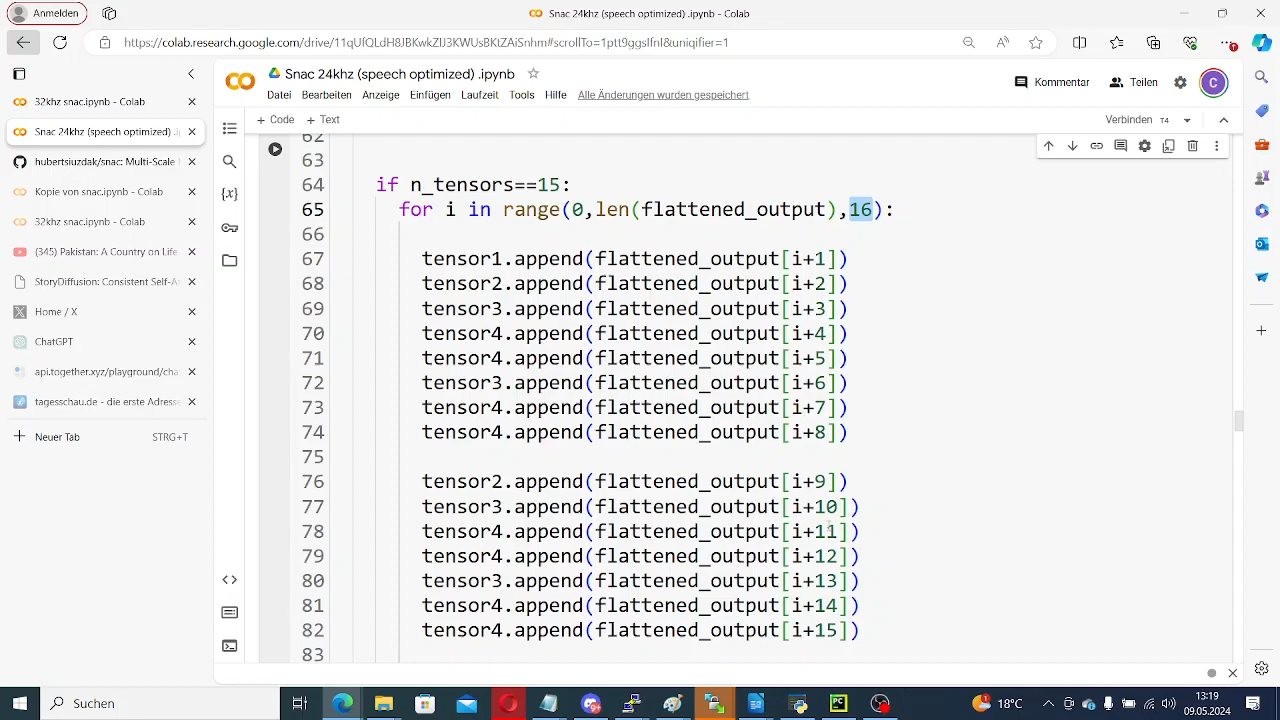 Anmelden
Snac 24khz (speech optimized) .ipynb - Colab
https://colab.research.google.com/drive/11qUfQLdH8JBKwkZlJ3KWUsBKtZAiSnhm#scrollTo=1ptt9ggsIfnI&uniqifier=1
32khz snac.ipynb - Colab
Snac 24khz (speech optimized) .i
hubertsiuzdak/snac: Multi-Scale
Kopie von snac.ipynb - Colab
32khz snac.ipynb - Colab
(345) Pakistan: A Country on Life
StoryDiffusion: Consistent Self-A
Home / X
ChatGPT
api.together.xyz/playground/cha
tagesschau.de - die erste Adress
Neuer Tab STRG+T
Snac 24khz (speech optimized) .ipynb
Datei Bearbeiten Anzeige Einfügen Laufzeit Tools Hilfe Alle Änderungen wurden gespeichert
Kommentar Teilen C
+ Code + Text Verbinden T4
62
63
64 if n_tensors==15:
65 for i in range(0,len(flattened_output),16):
66
67 tensor1.append(flattened_output[i+1])
68 tensor2.append(flattened_output[i+2])
69 tensor3.append(flattened_output[i+3])
70 tensor4.append(flattened_output[i+4])
71 tensor4.append(flattened_output[i+5])
72 tensor3.append(flattened_output[i+6])
73 tensor4.append(flattened_output[i+7])
74 tensor4.append(flattened_output[i+8])
75
76 tensor2.append(flattened_output[i+9])
77 tensor3.append(flattened_output[i+10])
78 tensor4.append(flattened_output[i+11])
79 tensor4.append(flattened_output[i+12])
80 tensor3.append(flattened_output[i+13])
81 tensor4.append(flattened_output[i+14])
82 tensor4.append(flattened_output[i+15])
83
Suchen
18°C
13:19
09.05.2024